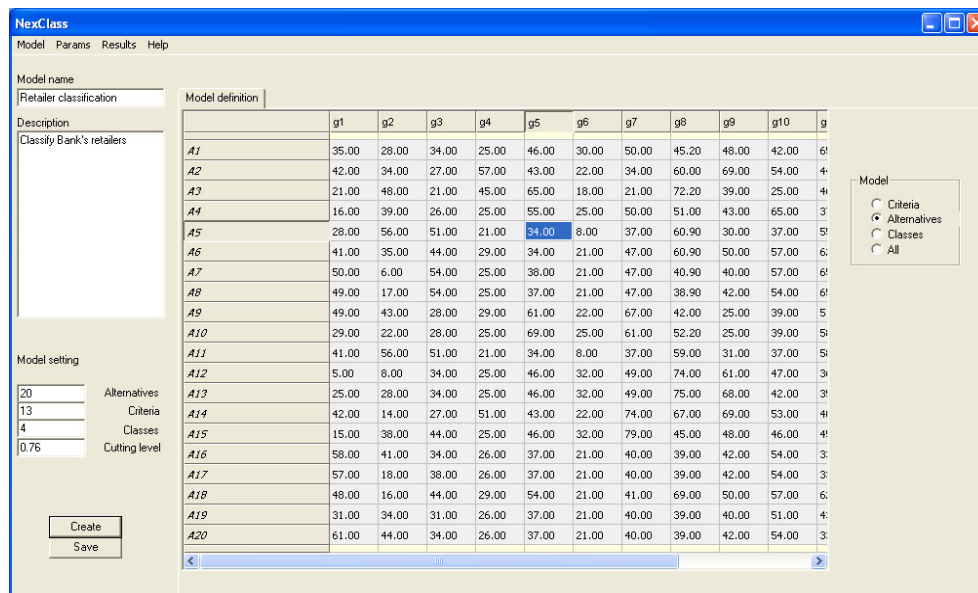 NexClass
Model Params Results Help
Model name
Retailer classification
Model definition
Description
Classify Bank's retailers
g1 g2 g3 g4 g5 g6 g7 g8 g9 g10 g
A1 35.00 28.00 34.00 25.00 46.00 30.00 50.00 45.20 48.00 42.00
A2 42.00 34.00 27.00 57.00 43.00 22.00 34.00 60.00 69.00 54.00
A3 21.00 48.00 21.00 45.00 65.00 18.00 21.00 72.20 39.00 25.00
A4 16.00 39.00 26.00 25.00 55.00 25.00 50.00 51.00 43.00 65.00
A5 28.00 56.00 51.00 21.00 34.00 8.00 37.00 60.90 30.00 37.00
A6 41.00 35.00 44.00 29.00 34.00 21.00 47.00 60.90 50.00 57.00
A7 50.00 6.00 54.00 25.00 38.00 21.00 47.00 40.90 40.00 57.00
A8 49.00 17.00 54.00 25.00 37.00 21.00 47.00 38.90 42.00 54.00
A9 49.00 43.00 28.00 29.00 61.00 22.00 67.00 42.00 25.00 39.00
A10 29.00 22.00 28.00 25.00 69.00 25.00 61.00 52.20 25.00 39.00
A11 41.00 56.00 51.00 21.00 34.00 8.00 37.00 59.00 31.00 37.00
A12 5.00 8.00 34.00 25.00 46.00 32.00 49.00 74.00 61.00 47.00
A13 25.00 28.00 34.00 25.00 46.00 32.00 49.00 75.00 68.00 42.00
A14 42.00 14.00 27.00 51.00 43.00 22.00 74.00 67.00 69.00 53.00
A15 15.00 38.00 44.00 25.00 46.00 32.00 79.00 45.00 48.00 46.00
A16 58.00 41.00 34.00 26.00 37.00 21.00 40.00 39.00 42.00 54.00
A17 57.00 18.00 38.00 26.00 37.00 21.00 40.00 39.00 42.00 54.00
A18 48.00 16.00 44.00 29.00 54.00 21.00 41.00 69.00 50.00 57.00
A19 31.00 34.00 31.00 26.00 37.00 21.00 40.00 39.00 40.00 51.00
A20 61.00 44.00 34.00 26.00 37.00 21.00 40.00 39.00 42.00 54.00
Model
Criteria
Alternatives
Classes
All
Model setting
20 Alternatives
13 Criteria
4 Classes
0.76 Cutting level
Create
Save